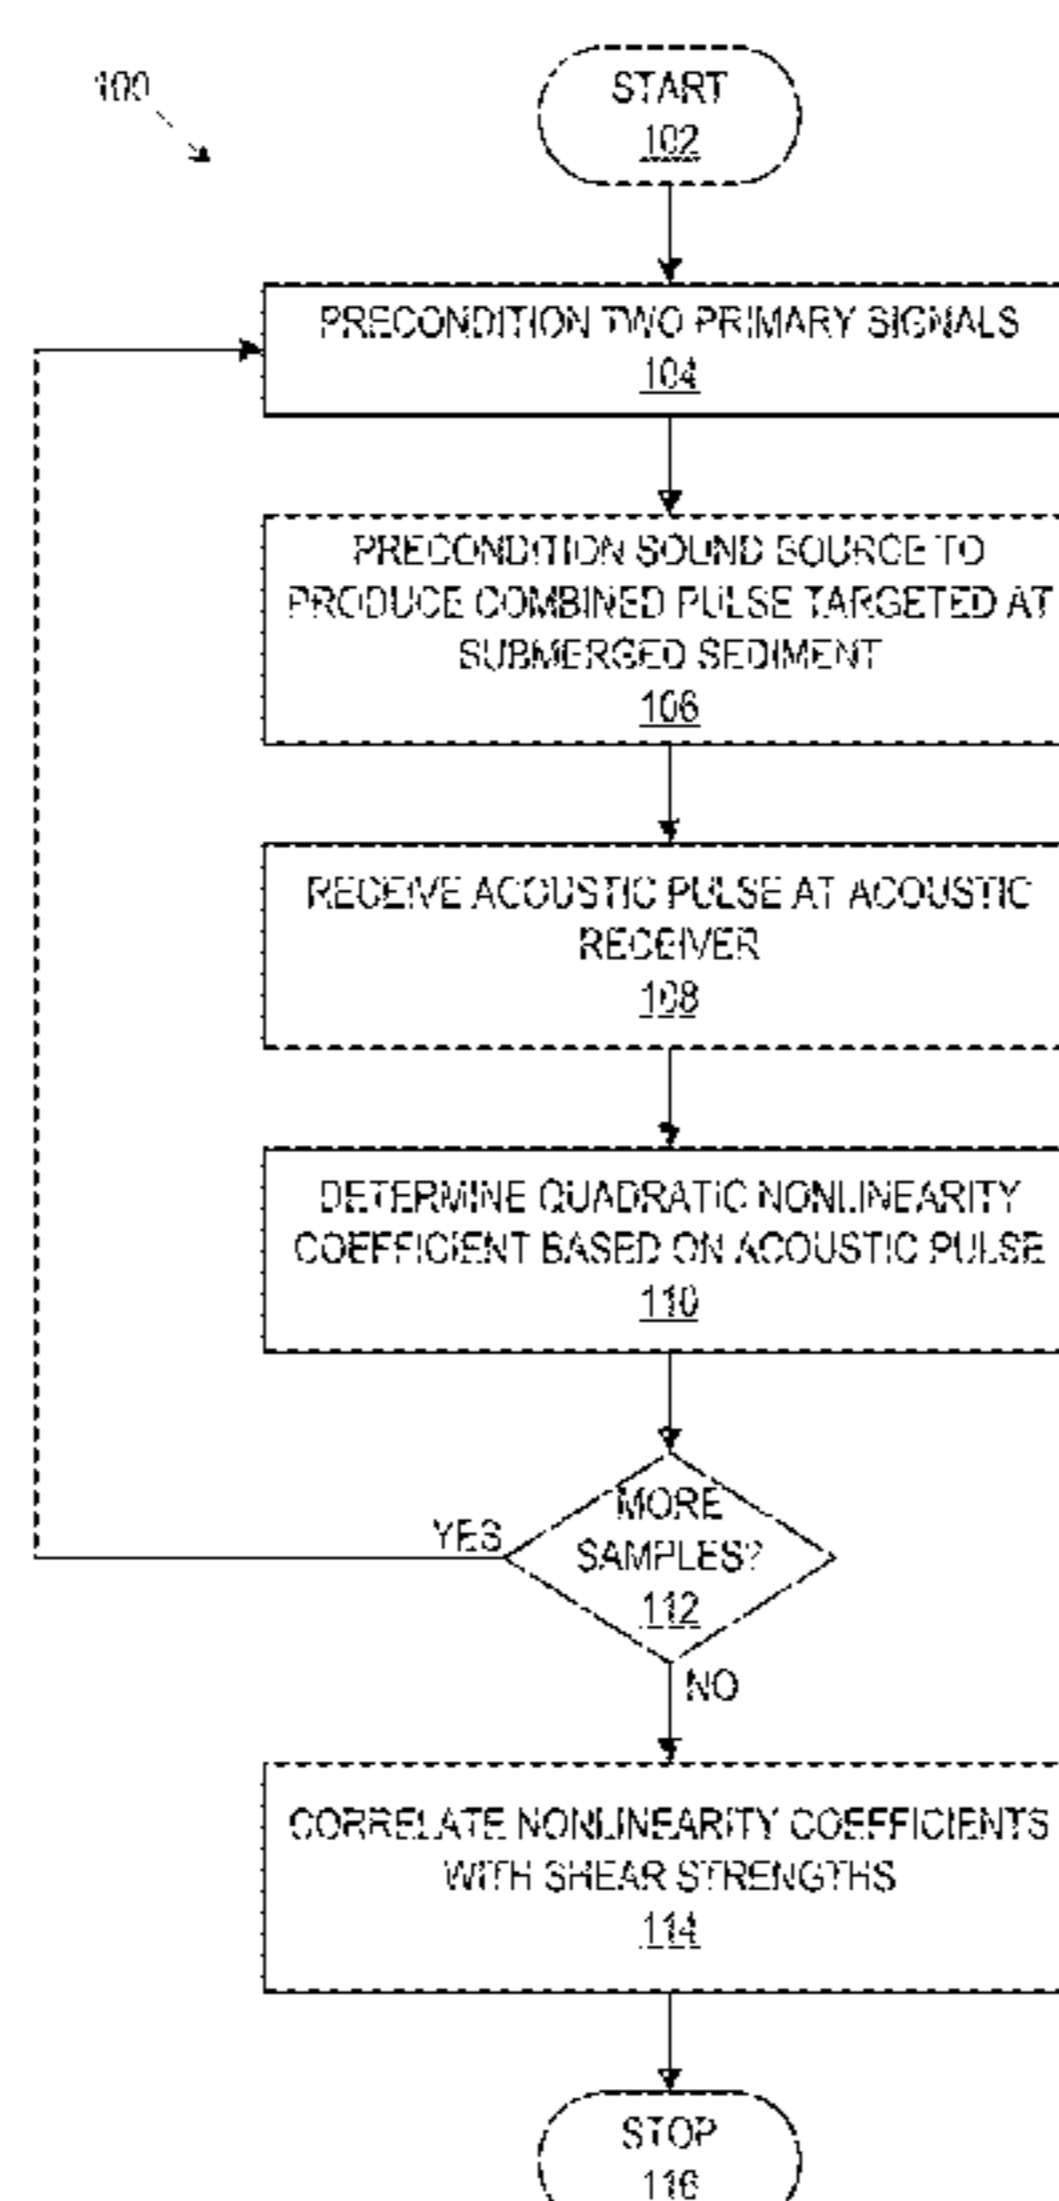 100
START
102
PRECONDITION TWO PRIMARY SIGNALS
104
PRECONDITION SOUND SOURCE TO
PRODUCE COMBINED PULSE TARGETED AT
SUBMERGED SEDIMENT
106
RECEIVE ACOUSTIC PULSE AT ACOUSTIC
RECEIVER
108
DETERMINE QUADRATIC NONLINEARITY
COEFFICIENT BASED ON ACOUSTIC PULSE
110
MORE
SAMPLES?
112
YES
NO
CORRELATE NONLINEARITY COEFFICIENTS
WITH SHEAR STRENGTHS
114
STOP
116